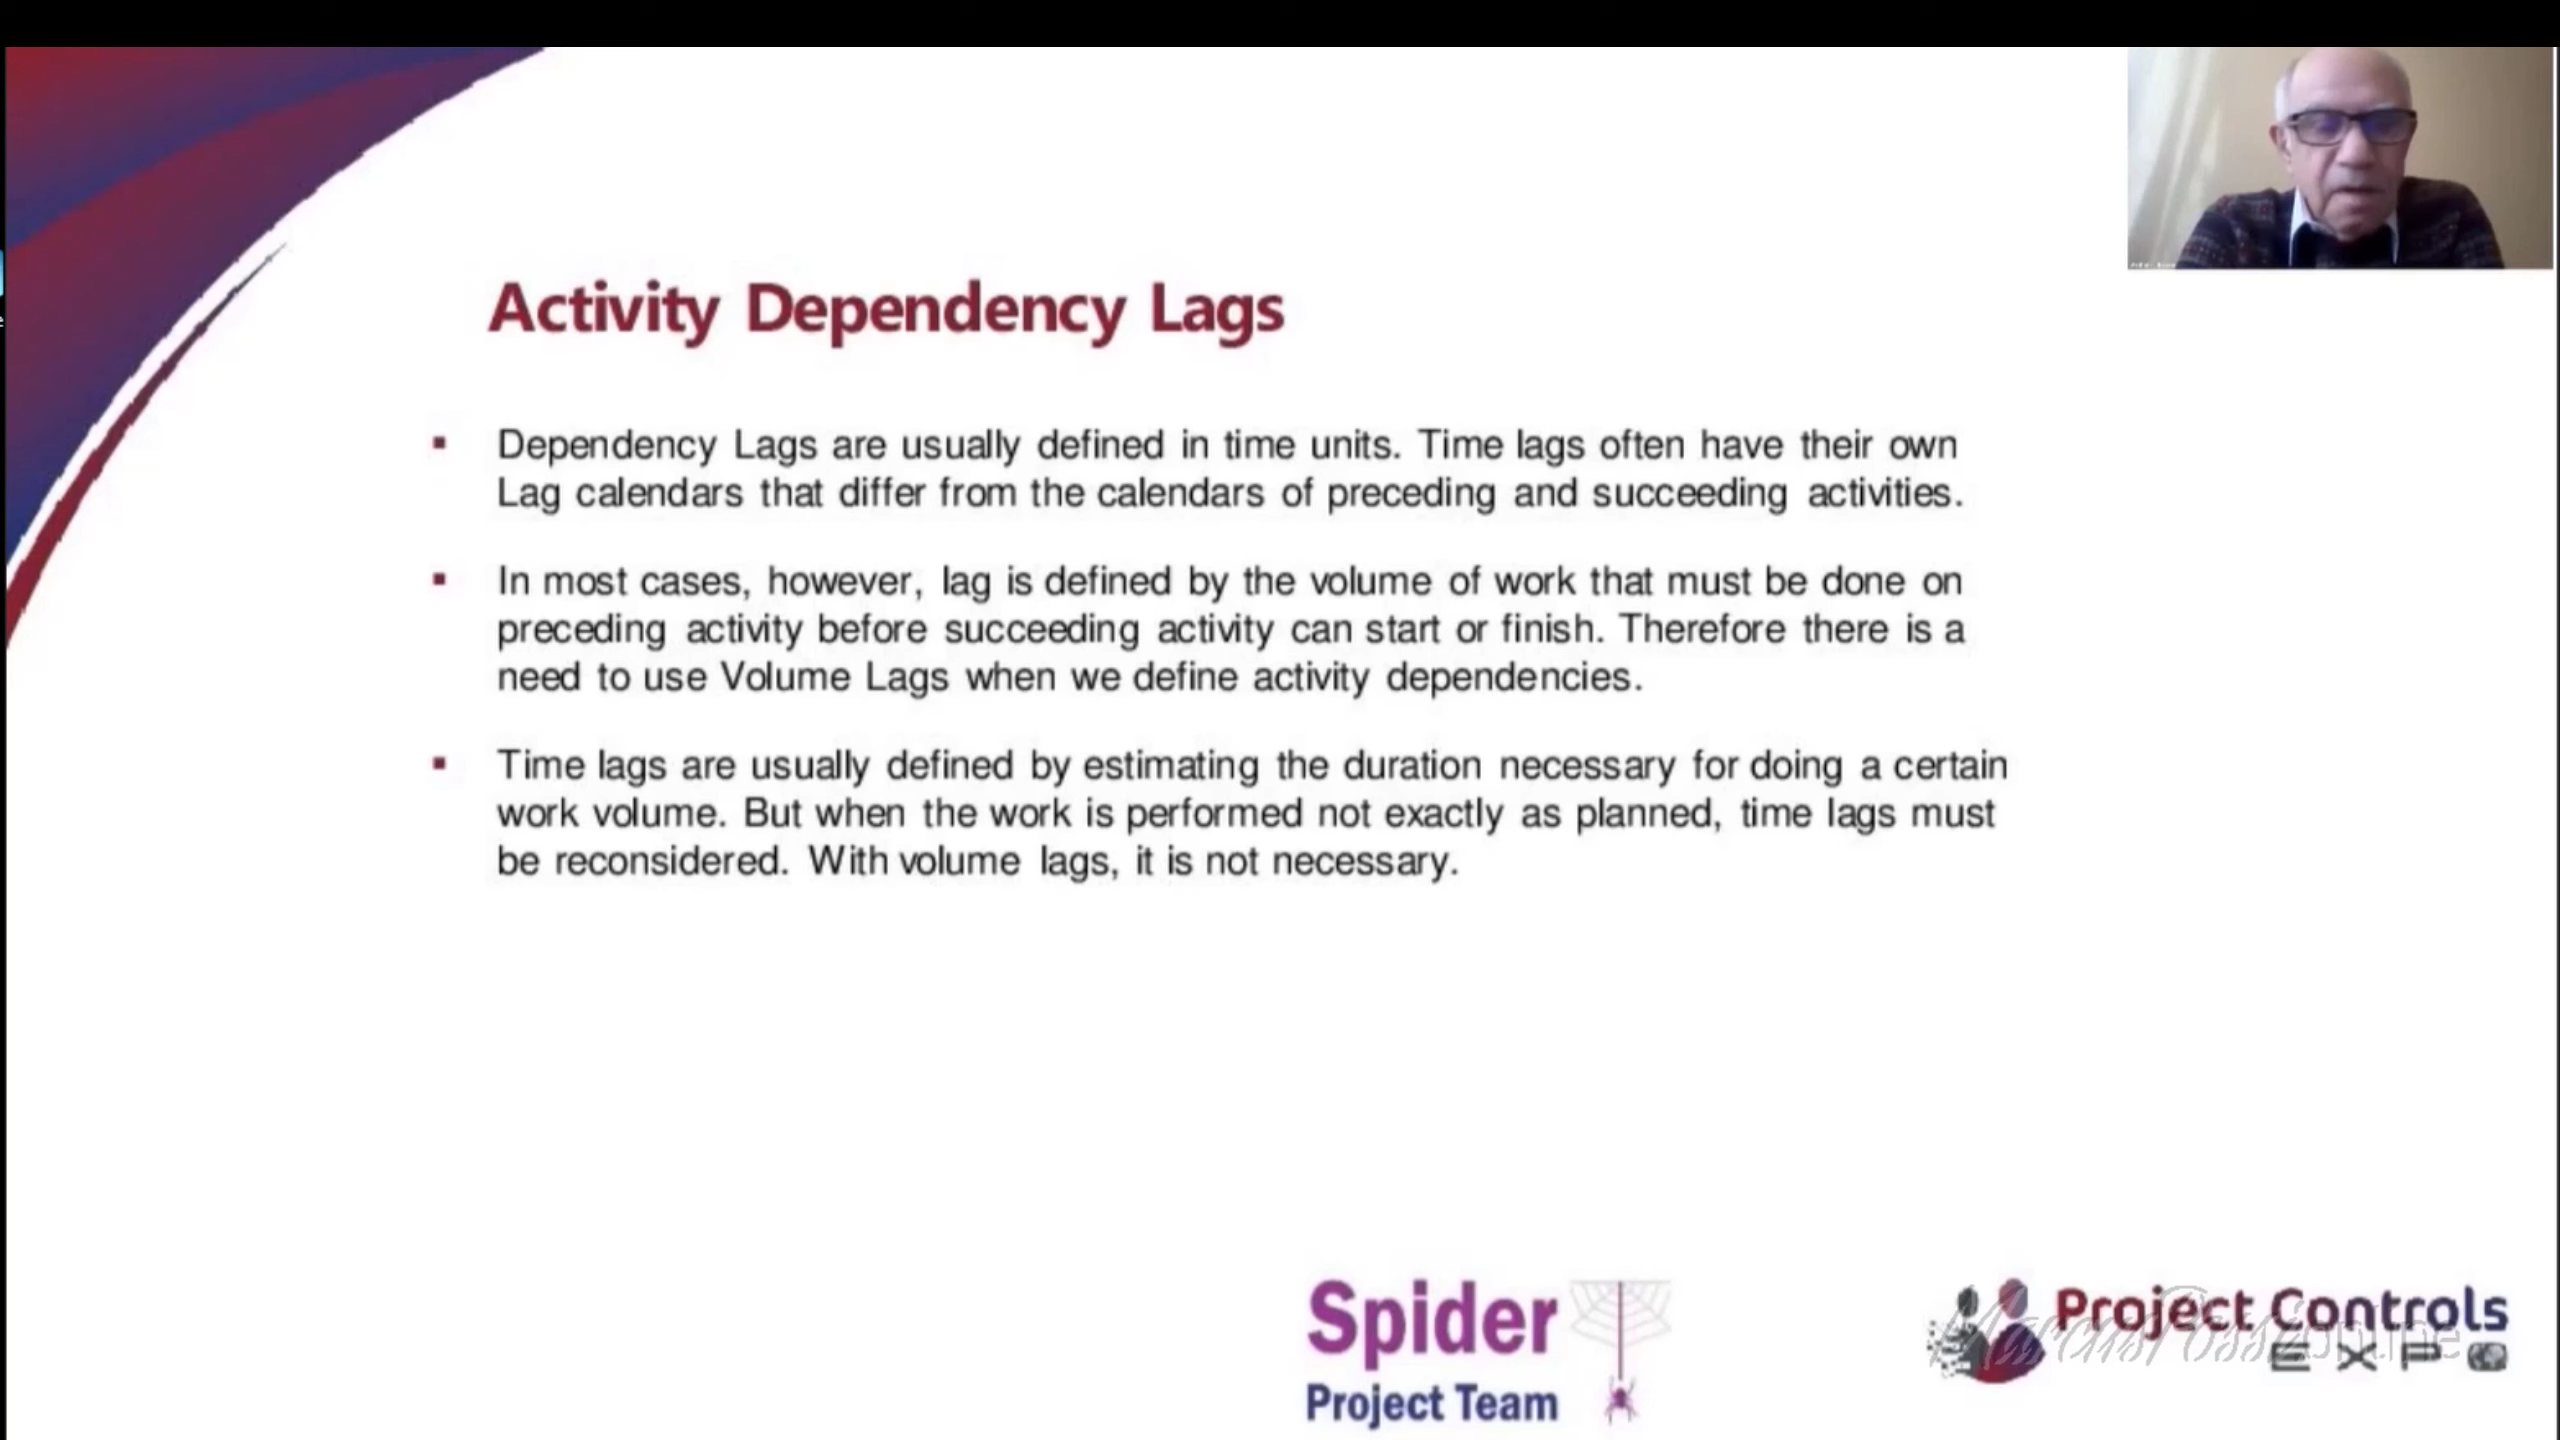 Activity Dependency Lags
▪ Dependency Lags are usually defined in time units. Time lags often have their own
Lag calendars that differ from the calendars of preceding and succeeding activities.
▪ In most cases, however, lag is defined by the volume of work that must be done on
preceding activity before succeeding activity can start or finish. Therefore there is a
need to use Volume Lags when we define activity dependencies.
▪ Time lags are usually defined by estimating the duration necessary for doing a certain
work volume. But when the work is performed not exactly as planned, time lags must
be reconsidered. With volume lags, it is not necessary.
Spider
Project Team
Project Controls
EXPO